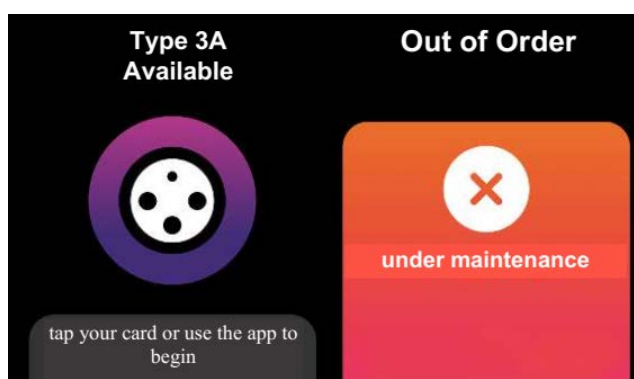 Type 3A
Available
tap your card or use the app to
begin
Out of Order
under maintenance